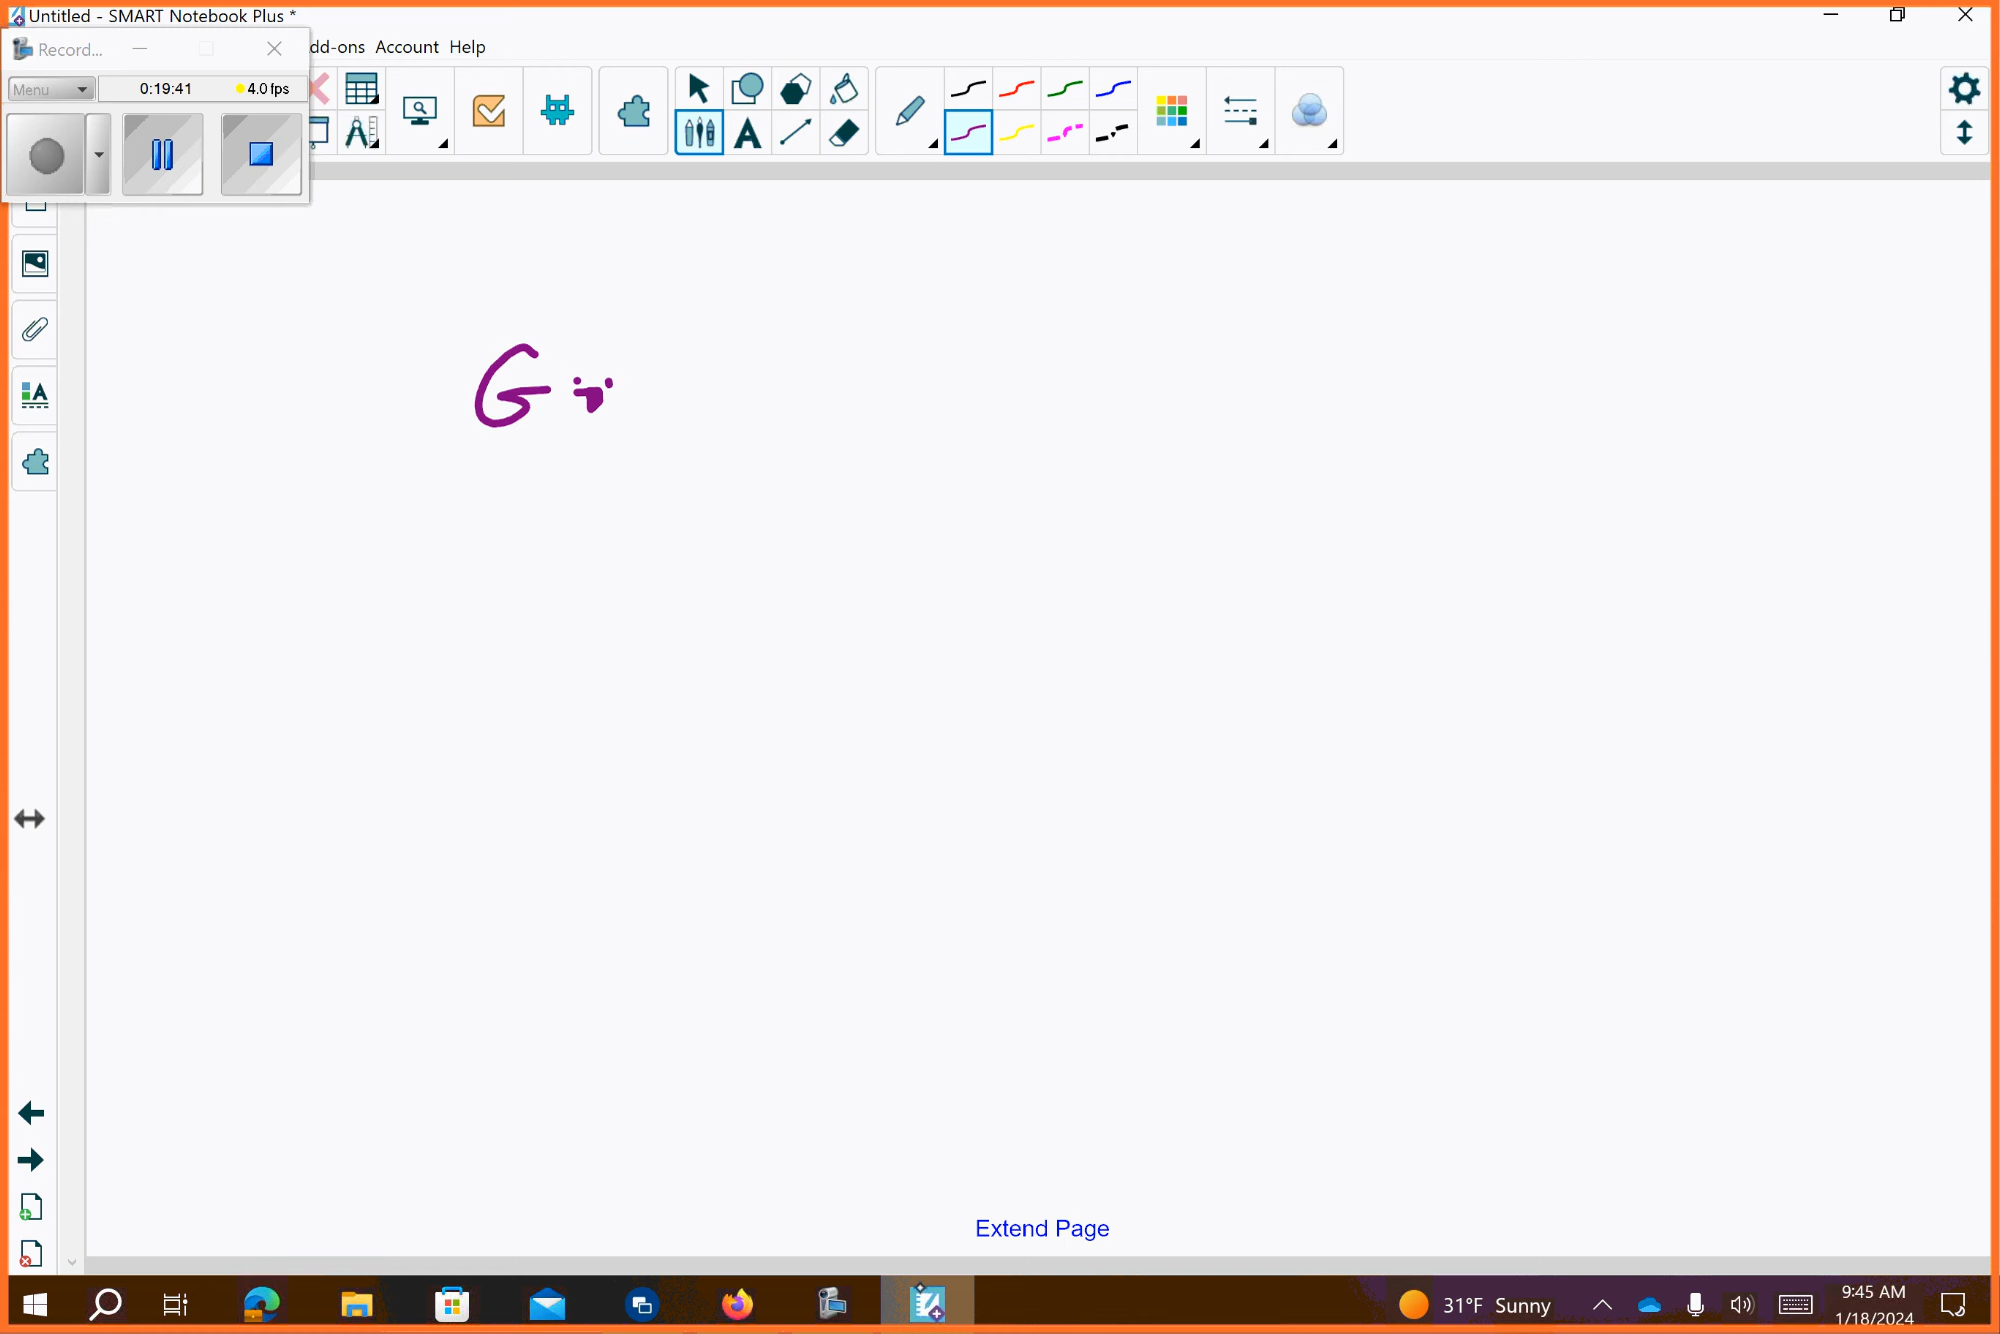 Untitled - SMART Notebook Plus *
Record...
dd-ons Account Help
Menu 0:19:41 4.0 fps
G
Extend Page
31°F Sunny
9:45 AM
1/18/2024